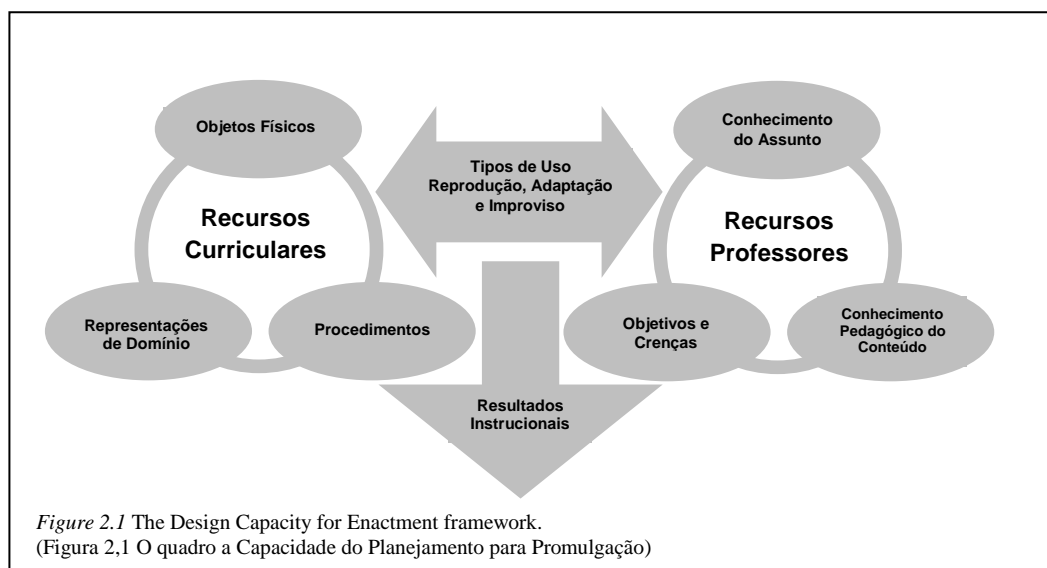 Objetos Físicos
Recursos
Curriculares
Representações
de Domínio
Procedimentos
Tipos de Uso
Reprodução, Adaptação
e Improviso
Resultados
Instrucionais
Conhecimento
do Assunto
Recursos
Professores
Objetivos e
Crenças
Conhecimento
Pedagógico do
Conteúdo
Figure 2.1 The Design Capacity for Enactment framework.
(Figura 2,1 O quadro a Capacidade do Planejamento para Promulgação)